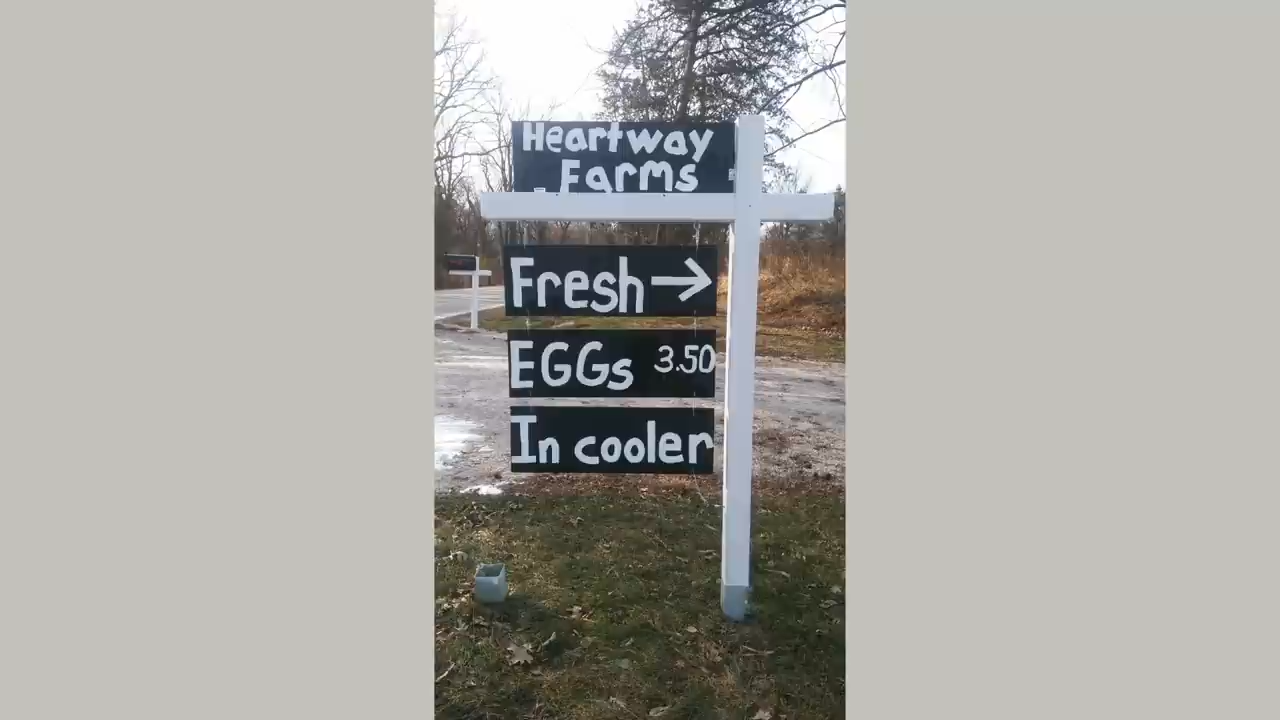 Heartway
Farms
Fresh →
EGGs 3.50
In cooler